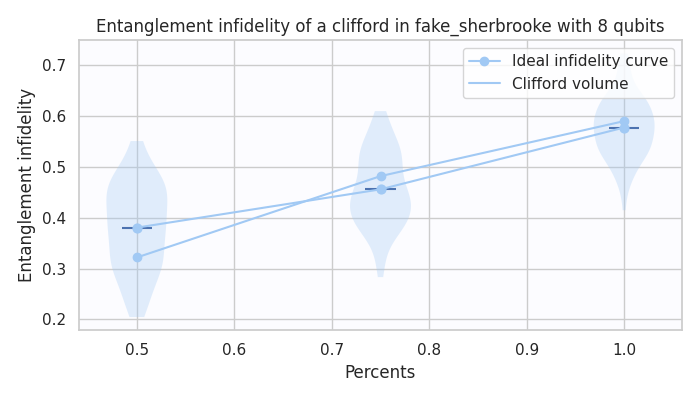 Entanglement infidelity of a clifford in fake_sherbrooke with 8 qubits
Ideal infidelity curve
Clifford volume
Entanglement infidelity
0.7
0.6
0.5
0.4
0.3
0.2
0.5 0.6 0.7 0.8 0.9 1.0
Percents